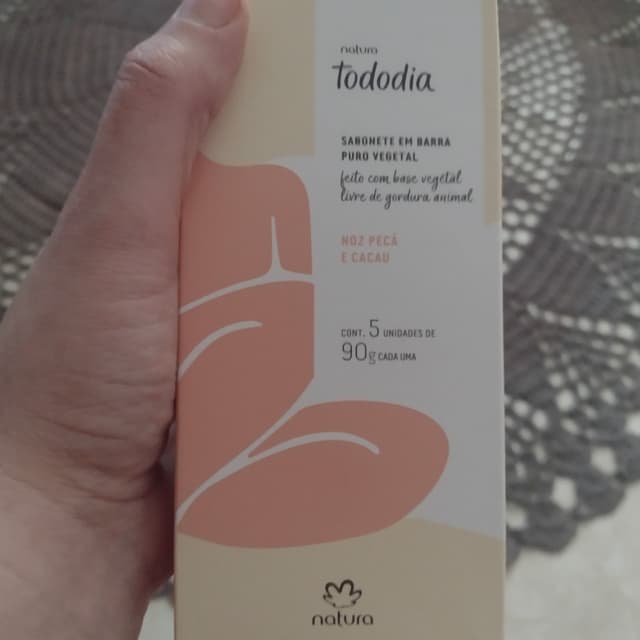 natura
tododia
SABONETE EM BARRA
PURO VEGETAL
feito com base vegetal
livre de gordura animal
NOZ PECÃ
E CACAU
CONT. 5 UNIDADES DE
90g CADA UMA
natura